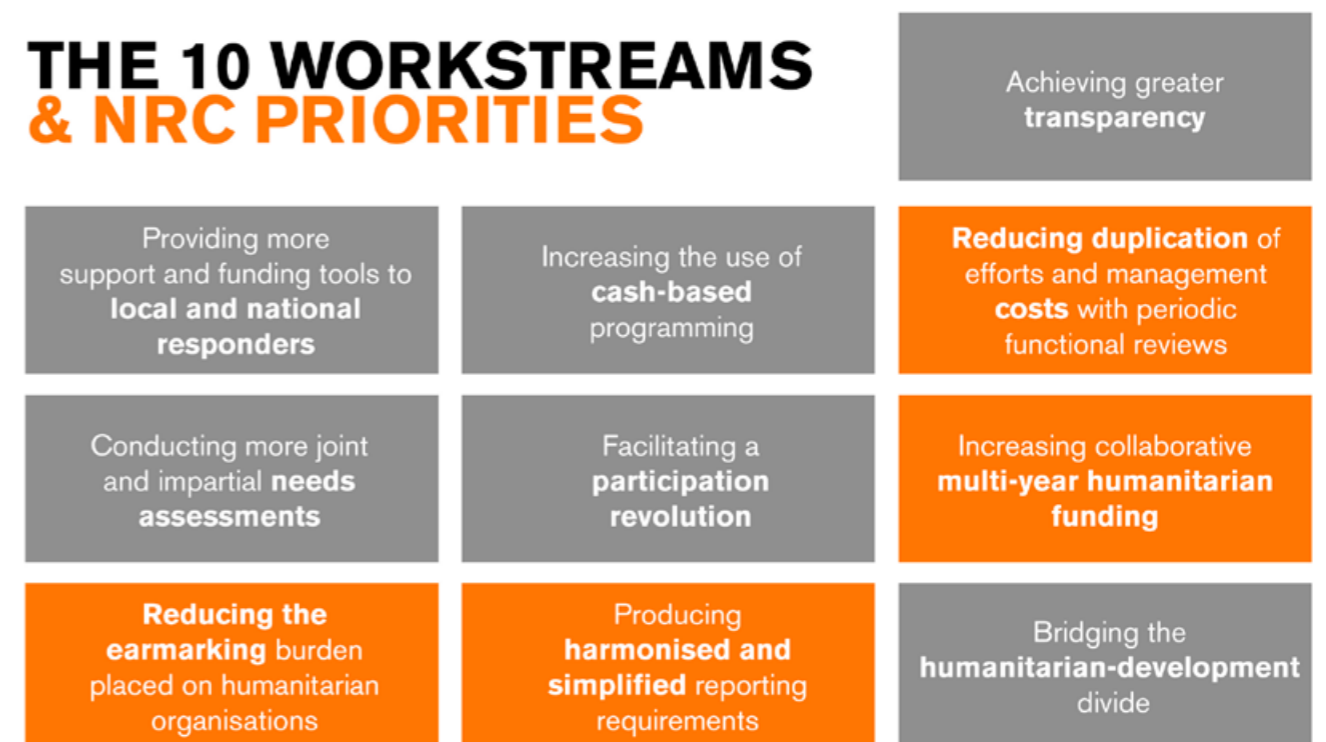 THE 10 WORKSTREAMS
& NRC PRIORITIES
Achieving greater
transparency
Providing more
support and funding tools to
local and national
responders
Increasing the use of
cash-based
programming
Reducing duplication of
efforts and management
costs with periodic
functional reviews
Conducting more joint
and impartial needs
assessments
Facilitating a
participation
revolution
Increasing collaborative
multi-year humanitarian
funding
Reducing the
earmarking burden
placed on humanitarian
organisations
Producing
harmonised and
simplified reporting
requirements
Bridging the
humanitarian-development
divide